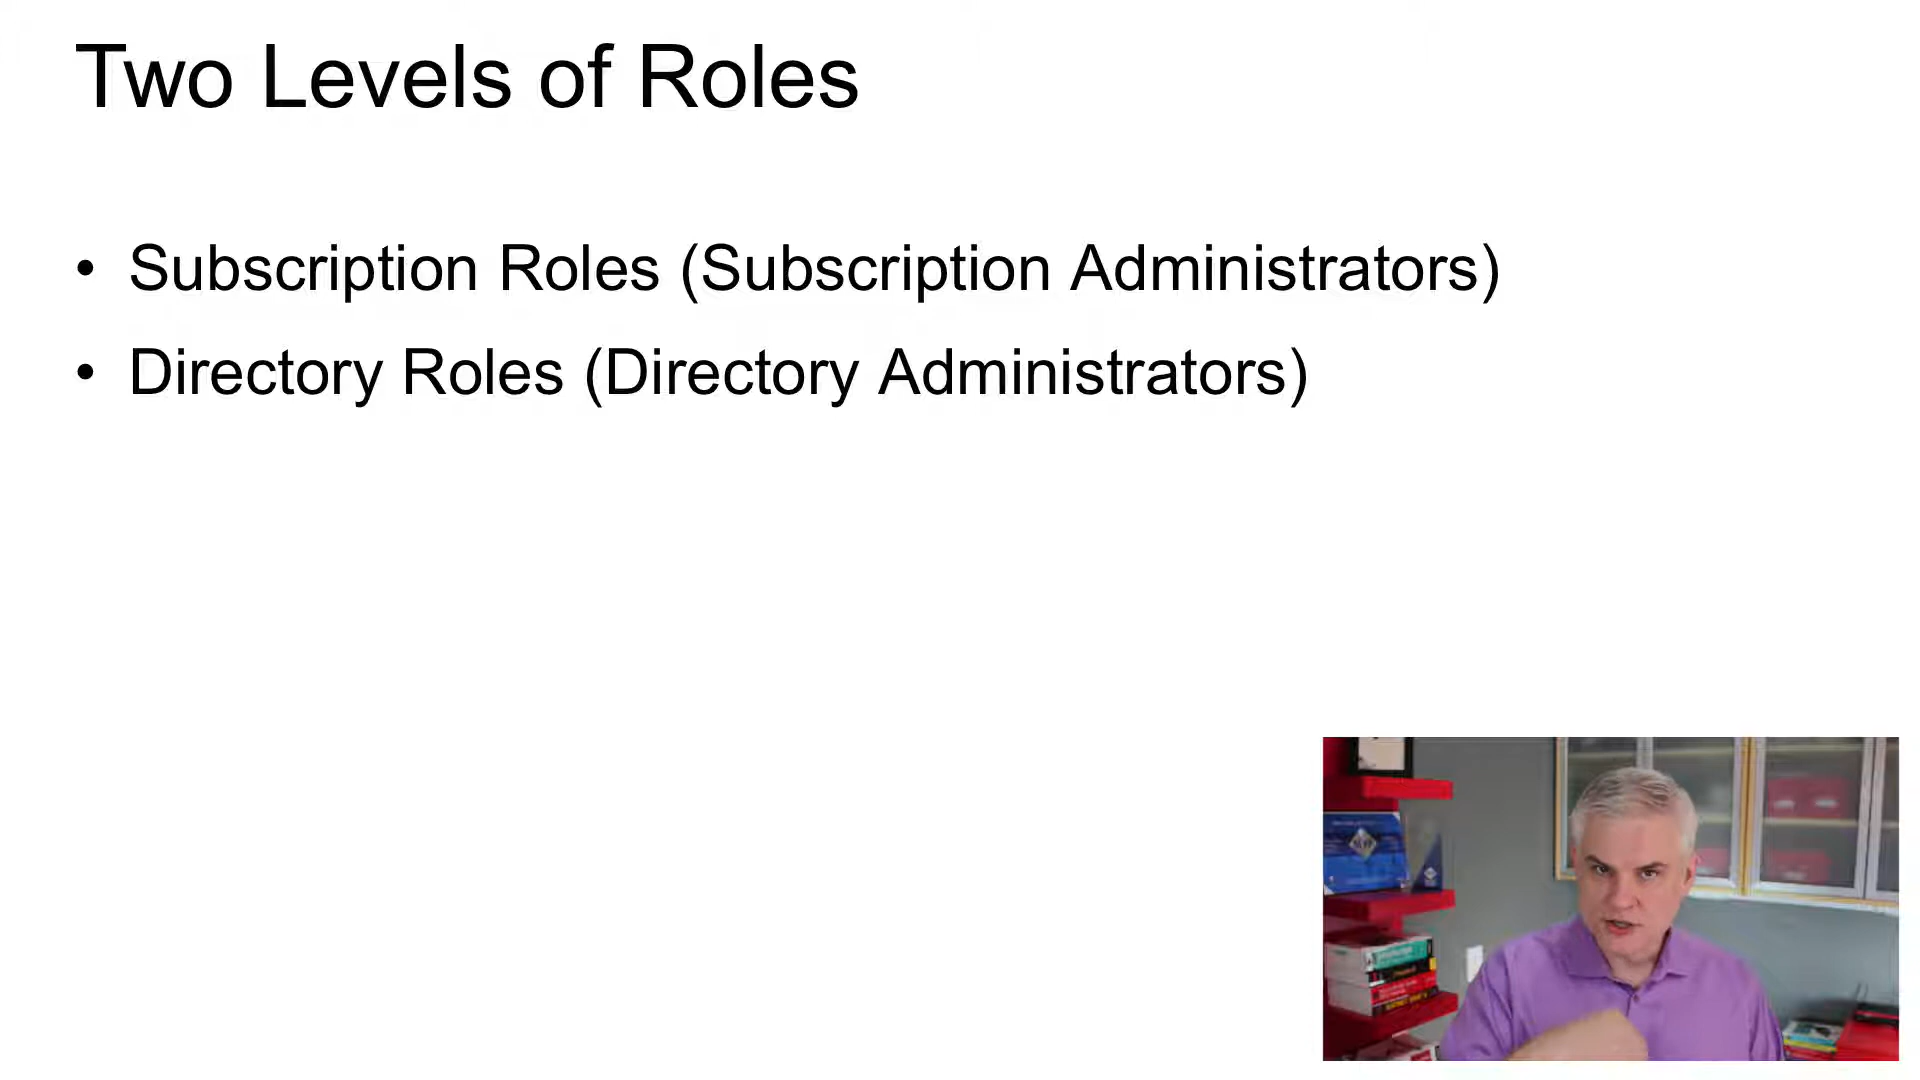 Two Levels of Roles
• Subscription Roles (Subscription Administrators)
• Directory Roles (Directory Administrators)